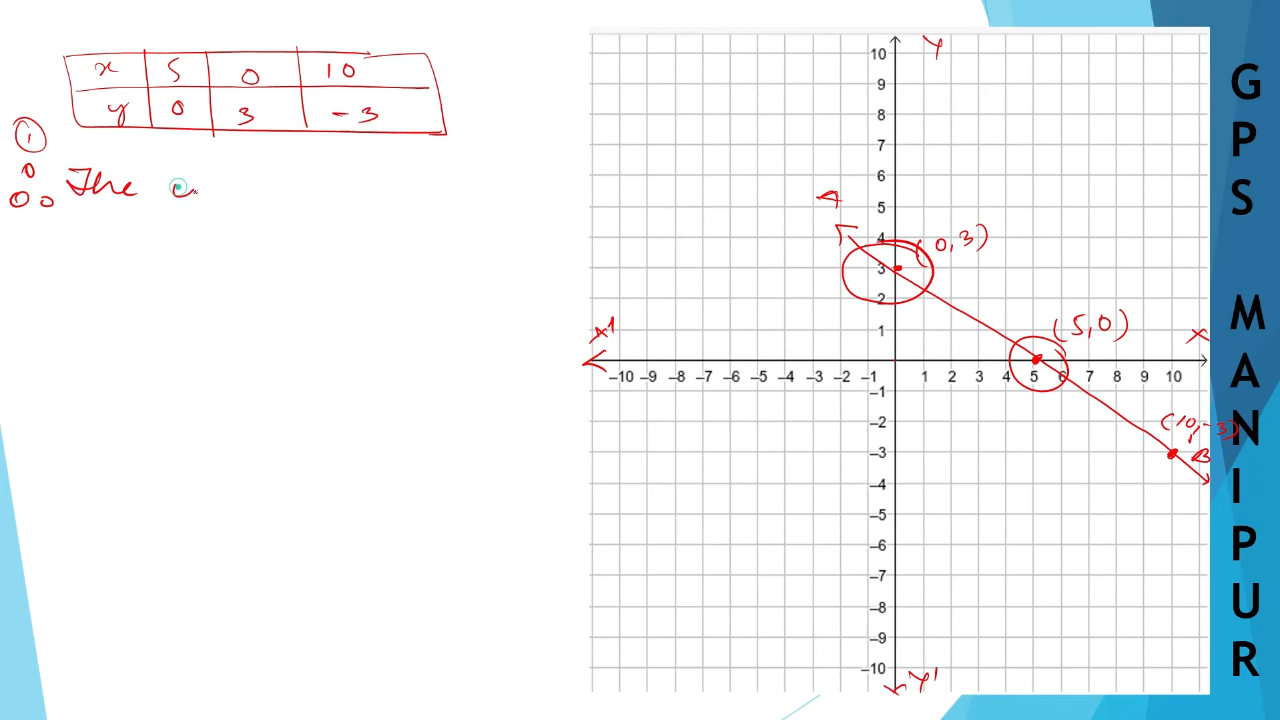 x 5 0 10
y 0 3 -3
1
The
Y
10
9
8
7
6
5
4
3
2
1
A
(0,3)
(5,0)
X
-10 -9 -8 -7 -6 -5 -4 -3 -2 -1 1 2 3 4 5 6 7 8 9 10
-1
-2
-3
-4
-5
-6
-7
-8
-9
-10
(10,-3)
B
Y'
GPS
MANIPUR